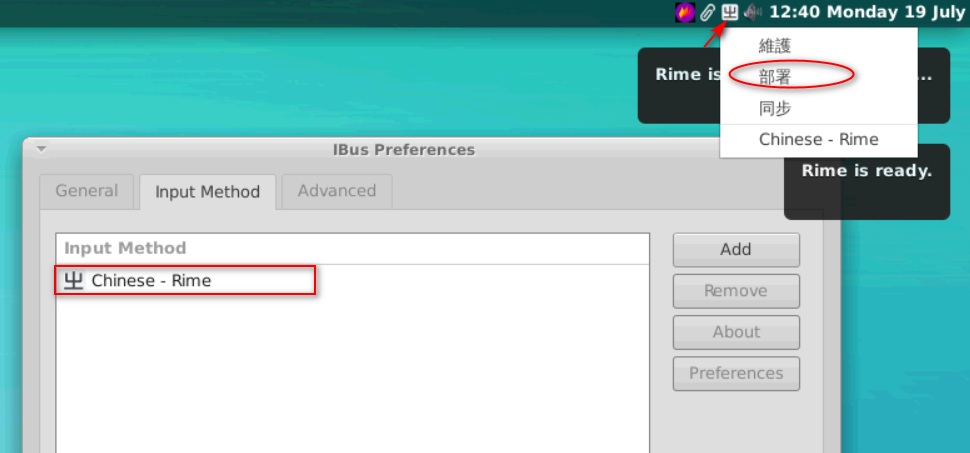 12:40 Monday 19 July
維護
部署
同步
Chinese - Rime
Rime is
...
Rime is ready.
IBus Preferences
General
Input Method
Advanced
Input Method
Chinese - Rime
Add
Remove
About
Preferences